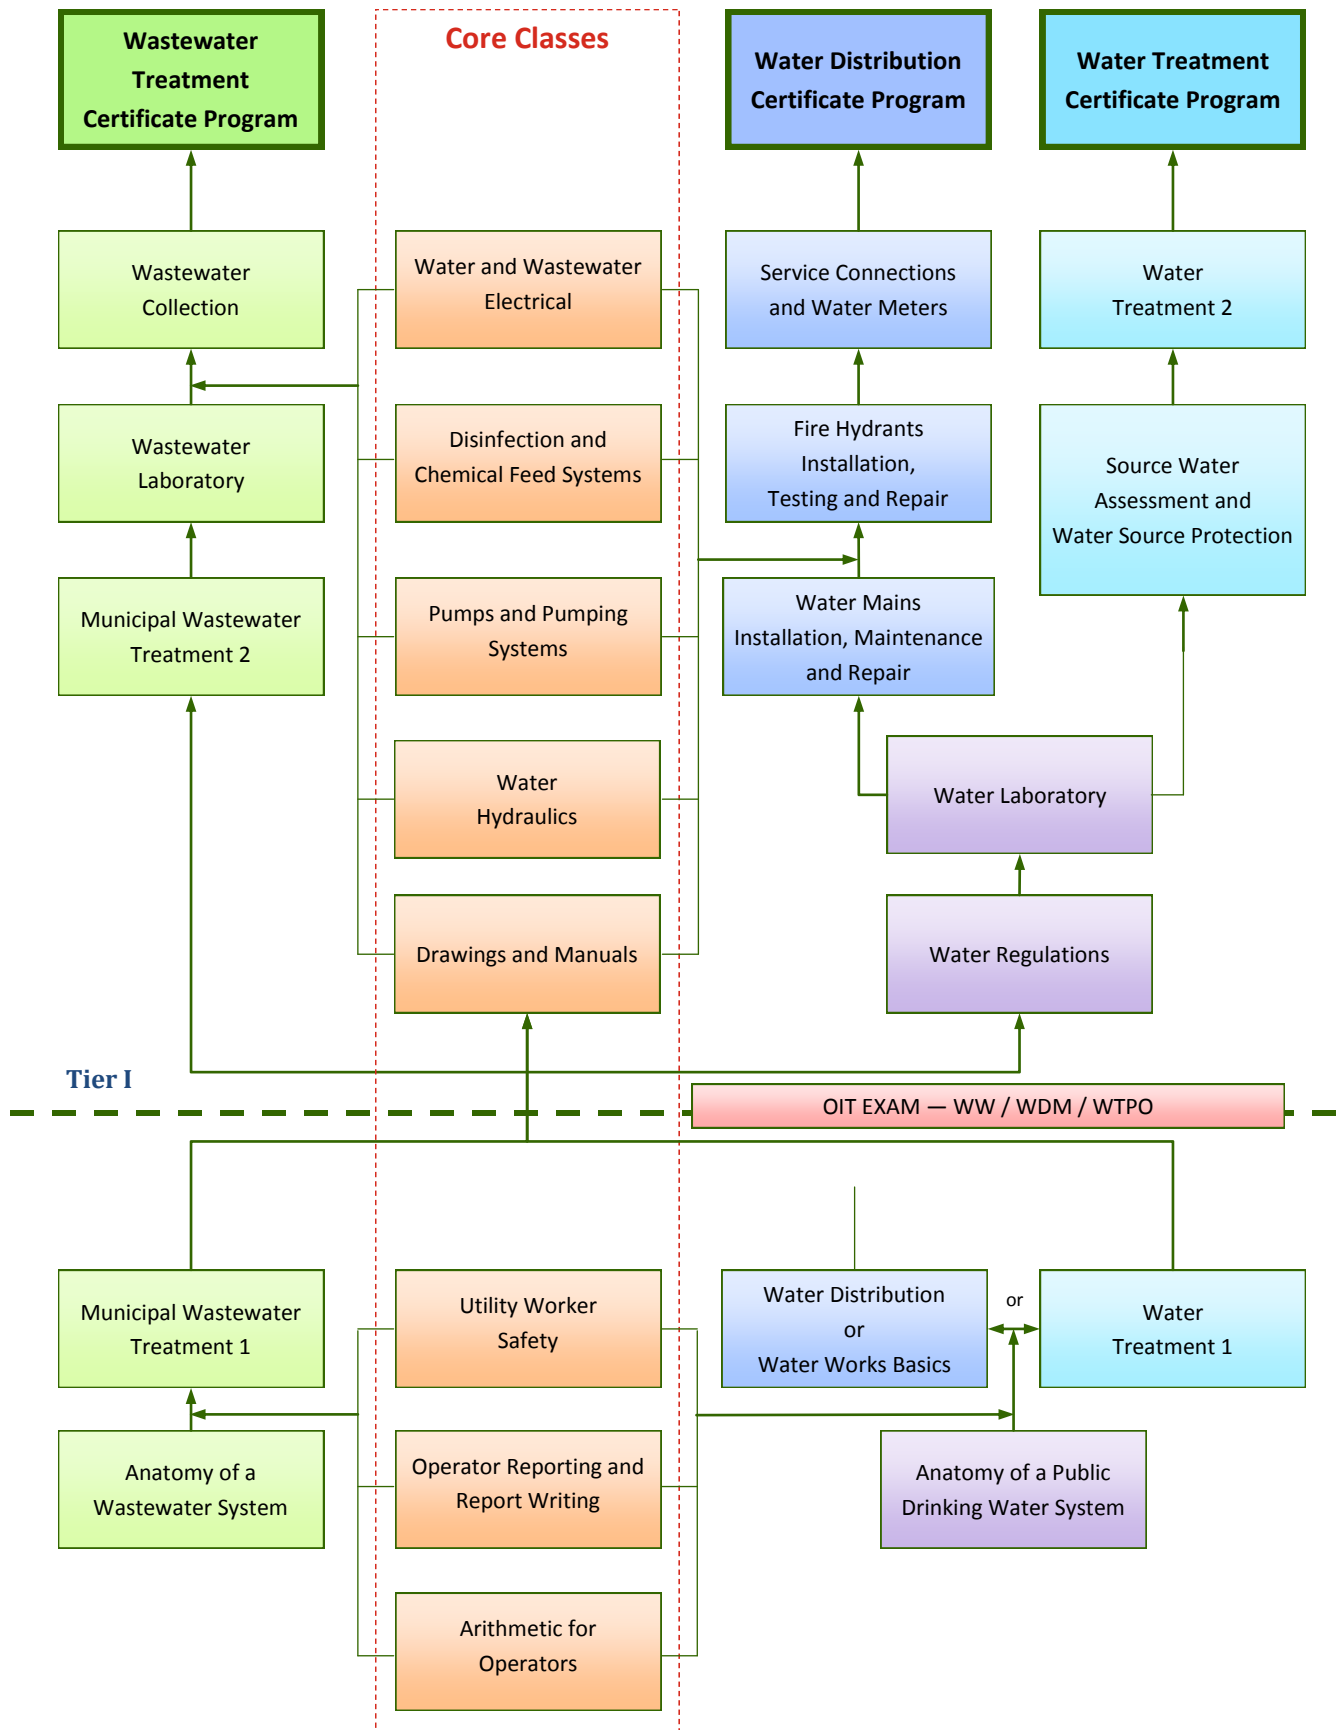 Wastewater
Treatment
Certificate Program
Core Classes
Water Distribution
Certificate Program
Water Treatment
Certificate Program
Wastewater
Collection
Water and Wastewater
Electrical
Service Connections
and Water Meters
Water
Treatment 2
Wastewater
Laboratory
Disinfection and
Chemical Feed Systems
Fire Hydrants
Installation,
Testing and Repair
Source Water
Assessment and
Water Source Protection
Municipal Wastewater
Treatment 2
Pumps and Pumping
Systems
Water Mains
Installation, Maintenance
and Repair
Water
Hydraulics
Water Laboratory
Drawings and Manuals
Water Regulations
Tier I
OIT EXAM — WW / WDM / WTPO
Municipal Wastewater
Treatment 1
Utility Worker
Safety
Water Distribution
or
Water Works Basics
or
Water
Treatment 1
Anatomy of a
Wastewater System
Operator Reporting and
Report Writing
Anatomy of a Public
Drinking Water System
Arithmetic for
Operators